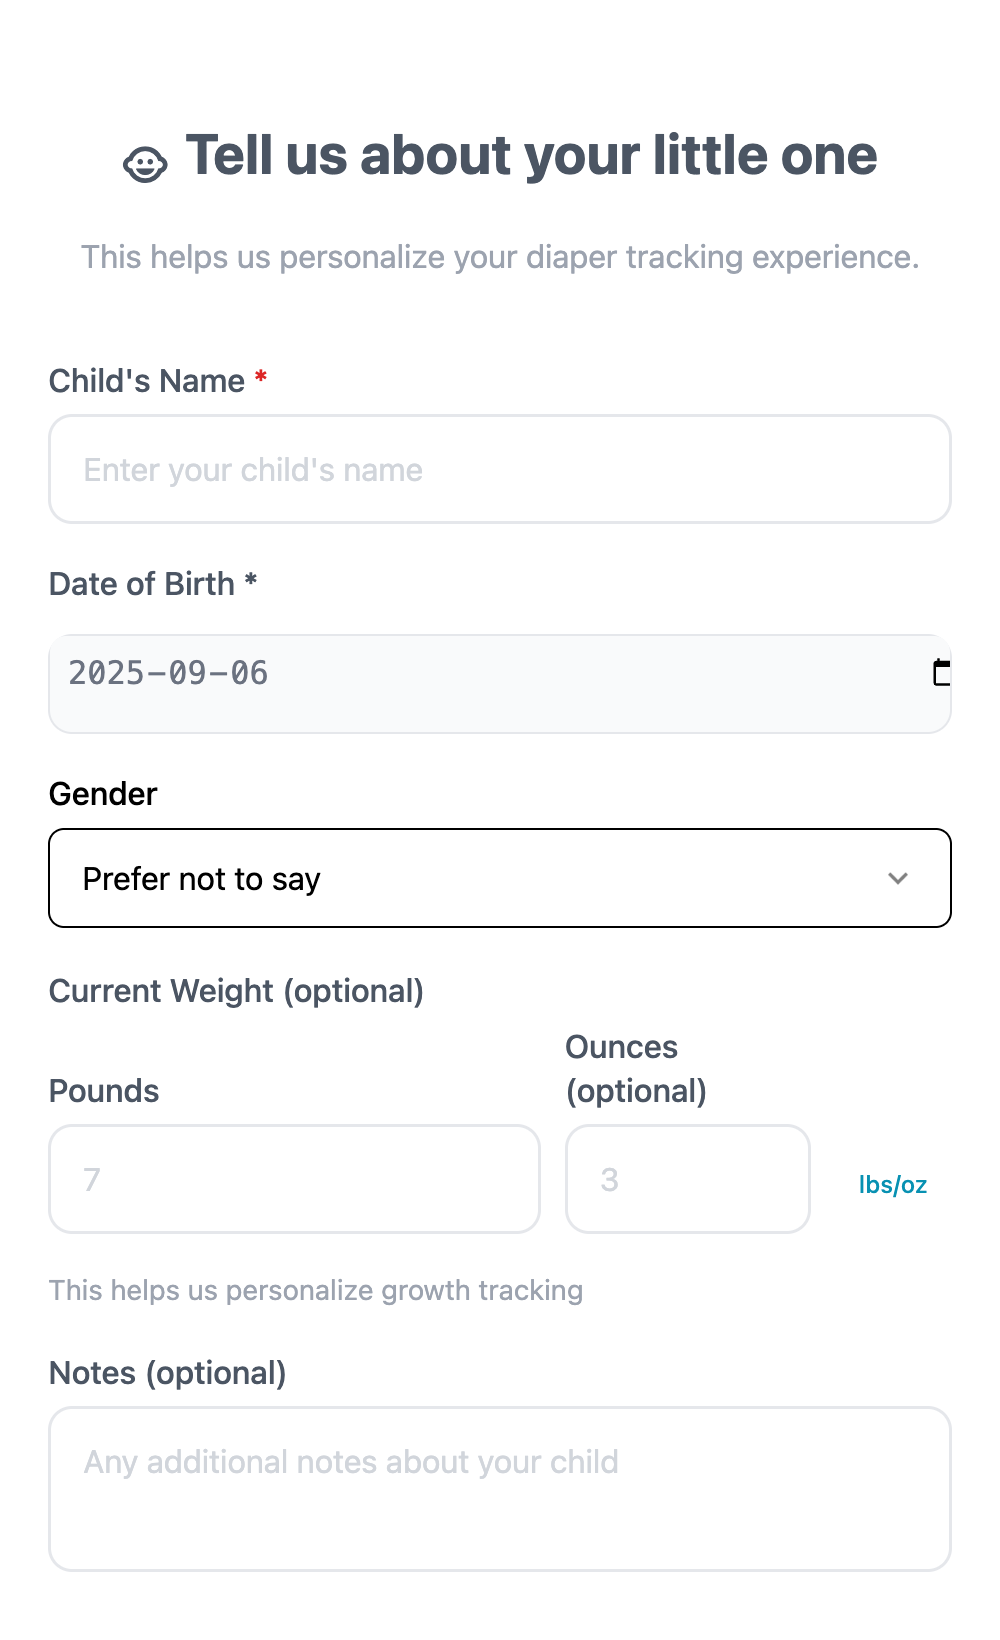 Tell us about your little one
This helps us personalize your diaper tracking experience.
Child's Name *
Enter your child's name
Date of Birth *
2025-09-06
Gender
Prefer not to say
Current Weight (optional)
Pounds
Ounces
(optional)
7
3
lbs/oz
This helps us personalize growth tracking
Notes (optional)
Any additional notes about your child